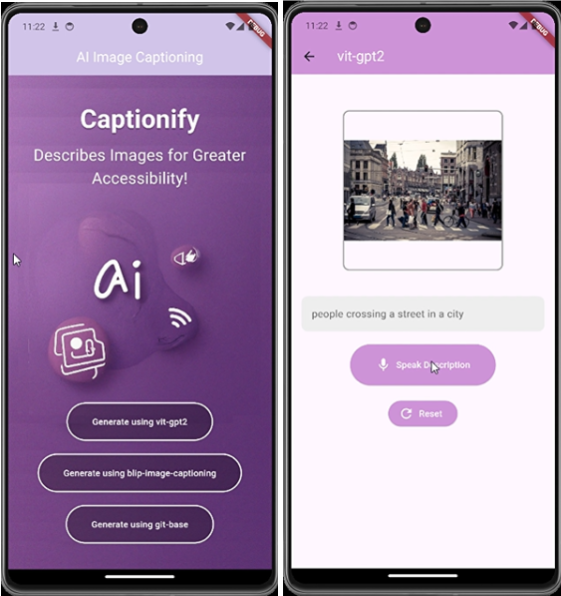 11:22
DEBUG
AI Image Captioning
Captionify
Describes Images for Greater
Accessibility!
Ai
Generate using vit-gpt2
Generate using blip-image-captioning
Generate using git-base
11:22
DEBUG
vit-gpt2
people crossing a street in a city
Speak Description
Reset